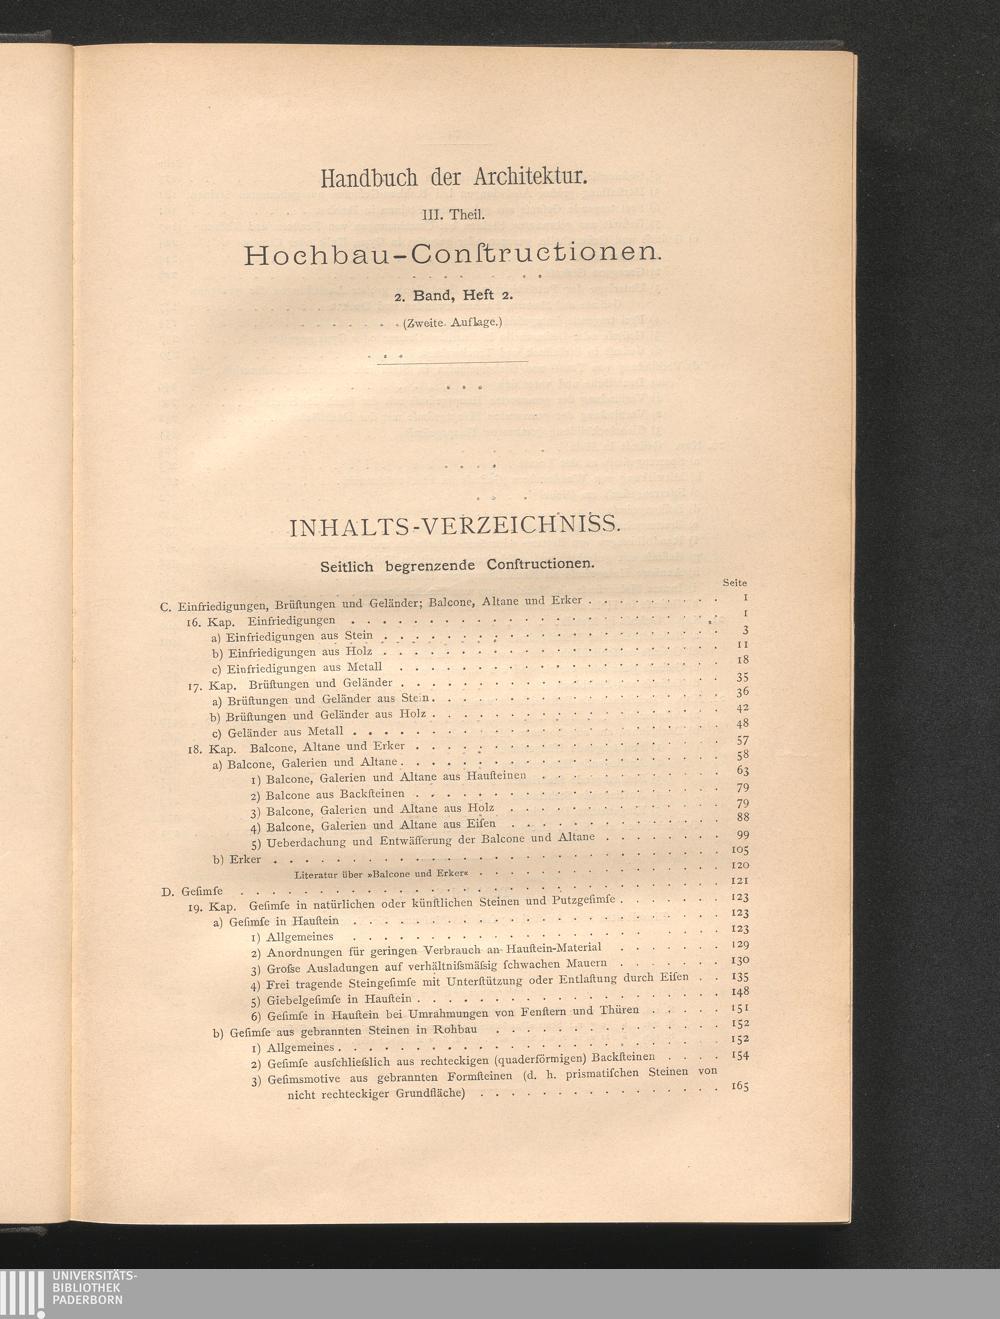 Handbuch der Architektur.
III. Theil.
Hochbau-Conſtructionen.
2. Band, Heft 2.
(Zweite Auflage.)
INHALTS-VERZEICHNISS.
Seitlich begrenzende Conſtructionen.
Seite
C. Einfriedigungen, Brüſtungen und Geländer; Balcone, Altane und Erker . . . . . . . . . 1
16. Kap. Einfriedigungen . . . . . . . . . . . . . . . . . . . 1
a) Einfriedigungen aus Stein . . . . . . . . . . . . . . . . . . 3
b) Einfriedigungen aus Holz . . . . . . . . . . . . . . . . . . 11
c) Einfriedigungen aus Metall . . . . . . . . . . . . . . . . . 18
17. Kap. Brüſtungen und Geländer . . . . . . . . . . . . . . . . . 35
a) Brüſtungen und Geländer aus Stein . . . . . . . . . . . . . . . 36
b) Brüſtungen und Geländer aus Holz . . . . . . . . . . . . . . . 42
c) Geländer aus Metall . . . . . . . . . . . . . . . . . . . 48
18. Kap. Balcone, Altane und Erker . . . . . . . . . . . . . . . . 57
a) Balcone, Galerien und Altane . . . . . . . . . . . . . . . . . 58
1) Balcone, Galerien und Altane aus Hauſteinen . . . . . . . . . . 63
2) Balcone aus Backſteinen . . . . . . . . . . . . . . . . 79
3) Balcone, Galerien und Altane aus Holz . . . . . . . . . . . 79
4) Balcone, Galerien und Altane aus Eiſen . . . . . . . . . . . 88
5) Ueberdachung und Entwäſſerung der Balcone und Altane . . . . . . . 99
b) Erker . . . . . . . . . . . . . . . . . . . . . . . 105
Literatur über »Balcone und Erker« . . . . . . . . . . . . . 120
D. Geſimſe . . . . . . . . . . . . . . . . . . . . . . . . 121
19. Kap. Geſimſe in natürlichen oder künſtlichen Steinen und Putzgeſimſe . . . . . . 123
a) Geſimſe in Hauſtein . . . . . . . . . . . . . . . . . . . 123
1) Allgemeines . . . . . . . . . . . . . . . . . . . 123
2) Anordnungen für geringen Verbrauch an Hauſtein-Material . . . . . . 129
3) Groſse Ausladungen auf verhältniſsmäſsig ſchwachen Mauern . . . . . . 130
4) Frei tragende Steingeſimſe mit Unterſtützung oder Entlaſtung durch Eiſen . . 135
5) Giebelgeſimſe in Hauſtein . . . . . . . . . . . . . . . . 148
6) Geſimſe in Hauſtein bei Umrahmungen von Fenſtern und Thüren . . . . . 151
b) Geſimſe aus gebrannten Steinen in Rohbau . . . . . . . . . . . . 152
1) Allgemeines . . . . . . . . . . . . . . . . . . . . 152
2) Geſimſe ausſchlieſslich aus rechteckigen (quaderförmigen) Backſteinen . . . . 154
3) Geſimsmotive aus gebrannten Formſteinen (d. h. prismatiſchen Steinen von
nicht rechteckiger Grundfläche) . . . . . . . . . . . . . 165
UNIVERSITÄTS-
BIBLIOTHEK
PADERBORN